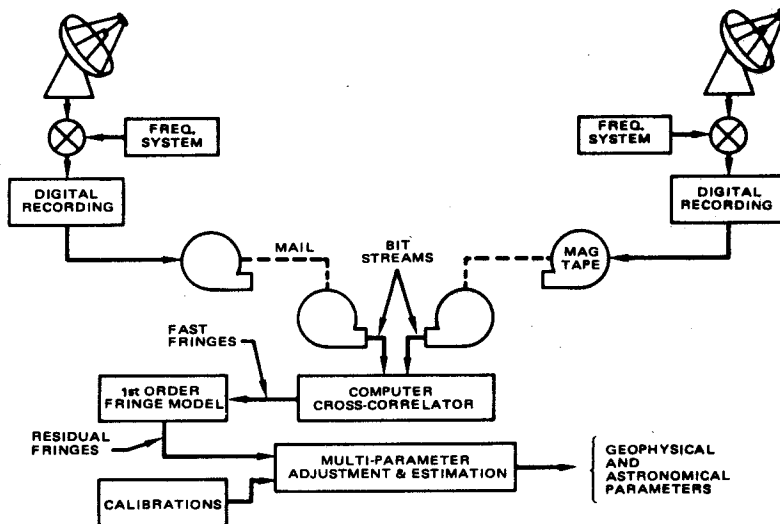 FREQ.
SYSTEM
FREQ.
SYSTEM
DIGITAL
RECORDING
DIGITAL
RECORDING
MAIL
BIT
STREAMS
MAG
TAPE
FAST
FRINGES
1st ORDER
FRINGE MODEL
COMPUTER
CROSS-CORRELATOR
RESIDUAL
FRINGES
MULTI-PARAMETER
ADJUSTMENT & ESTIMATION
GEOPHYSICAL
AND
ASTRONOMICAL
PARAMETERS
CALIBRATIONS